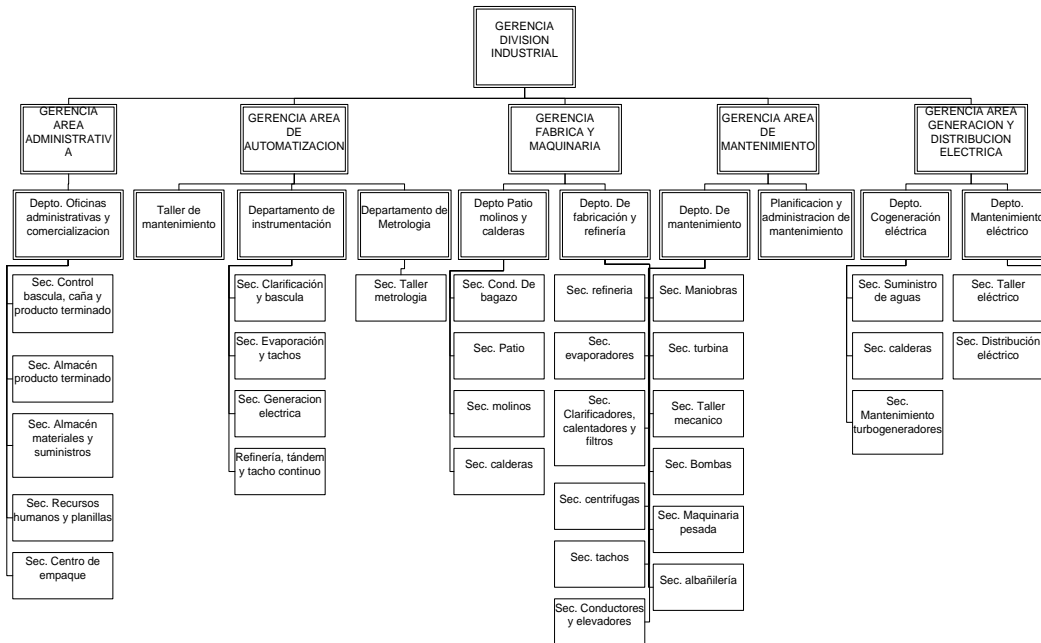 GERENCIA
DIVISION
INDUSTRIAL
GERENCIA
AREA
ADMINISTRATIV
A
GERENCIA AREA
DE
AUTOMATIZACION
GERENCIA
FABRICA Y
MAQUINARIA
GERENCIA AREA
DE
MANTENIMIENTO
GERENCIA AREA
GENERACION Y
DISTRIBUCION
ELECTRICA
Depto. Oficinas
administrativas y
comercializacion
Taller de
mantenimiento
Departamento de
instrumentación
Departamento de
Metrologia
Depto Patio
molinos y
calderas
Depto. De
fabricación y
refinería
Depto. De
mantenimiento
Planificacion y
administracion de
mantenimiento
Depto.
Cogeneración
eléctrica
Depto.
Mantenimiento
eléctrico
Sec. Control
bascula, caña y
producto terminado
Sec. Almacén
producto terminado
Sec. Almacén
materiales y
suministros
Sec. Recursos
humanos y planillas
Sec. Centro de
empaque
Sec. Clarificación
y bascula
Sec. Evaporación
y tachos
Sec. Generacion
electrica
Refinería, tándem
y tacho continuo
Sec. Taller
metrologia
Sec. Cond. De
bagazo
Sec. Patio
Sec. molinos
Sec. calderas
Sec. refineria
Sec.
evaporadores
Sec.
Clarificadores,
calentadores y
filtros
Sec. centrifugas
Sec. tachos
Sec. Conductores
y elevadores
Sec. Maniobras
Sec. turbina
Sec. Taller
mecanico
Sec. Bombas
Sec. Maquinaria
pesada
Sec. albañilería
Sec. Suministro
de aguas
Sec. calderas
Sec.
Mantenimiento
turbogeneradores
Sec. Taller
eléctrico
Sec. Distribución
eléctrico